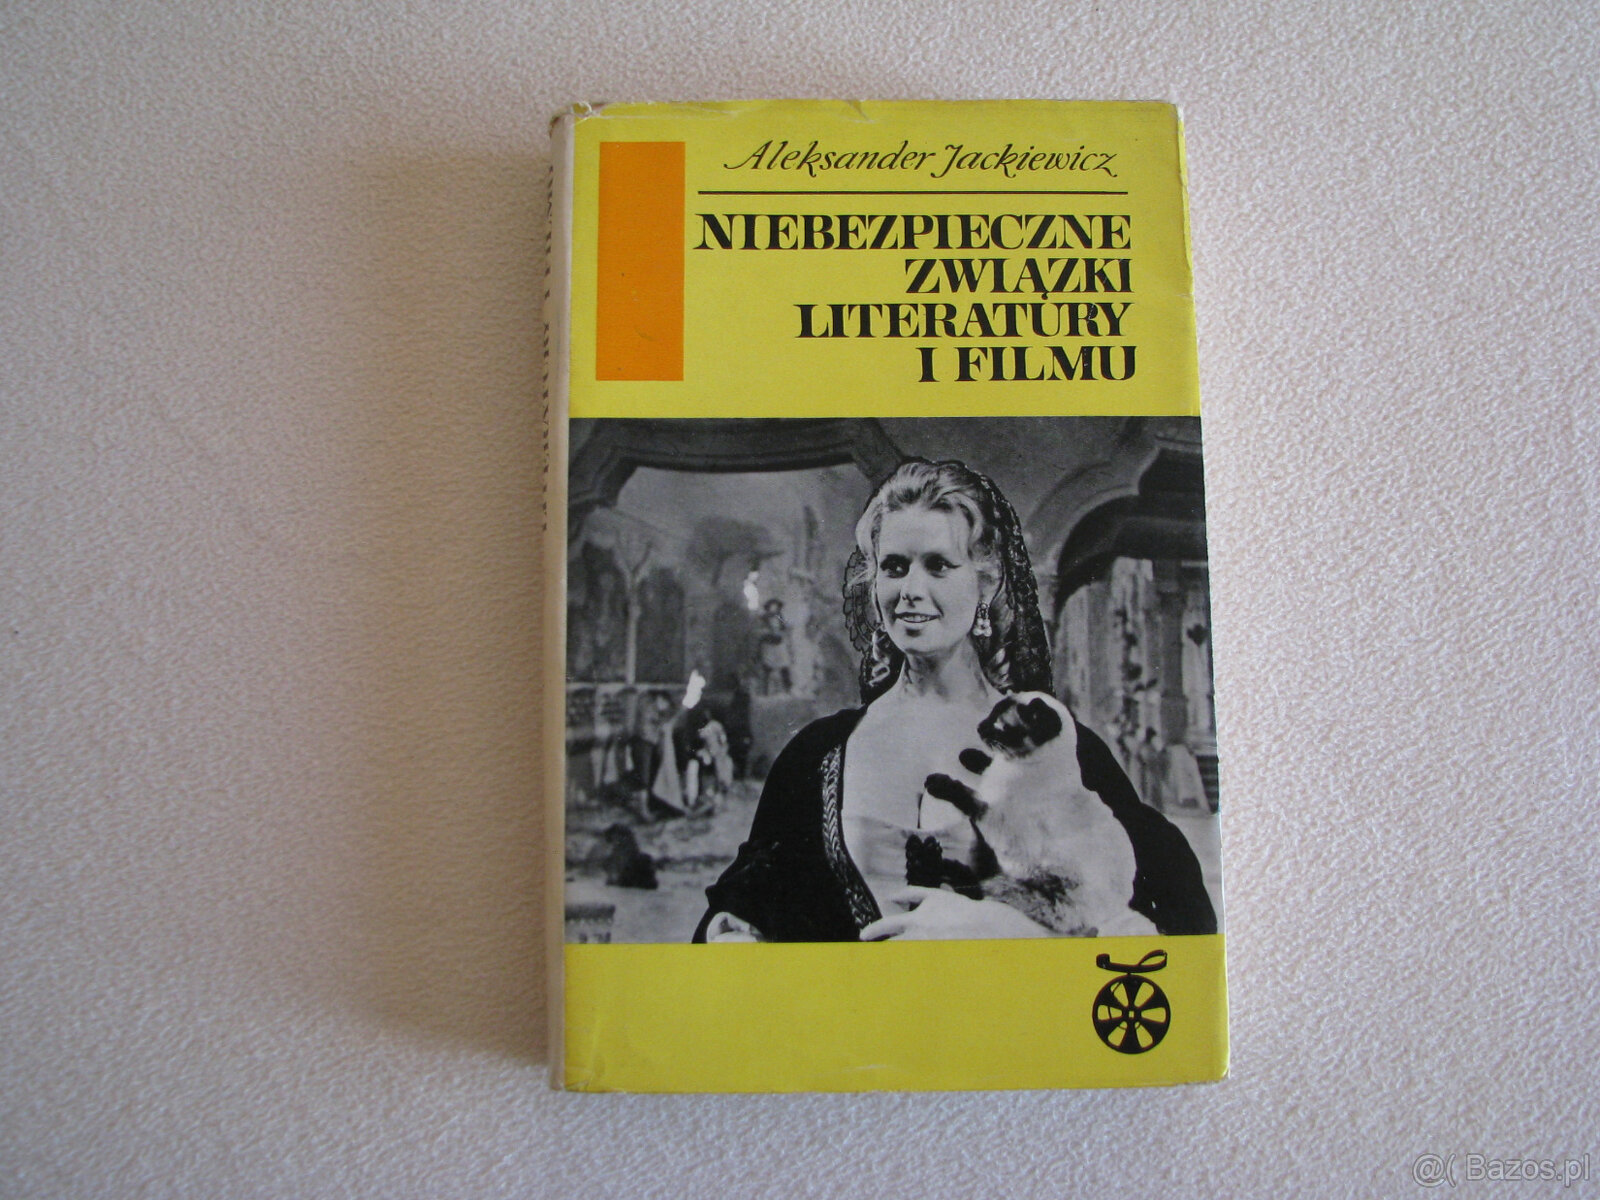 Aleksander Jackiewicz
NIEBEZPIECZNE
ZWIĄZKI
LITERATURY
I FILMU
@( Bazos.pl